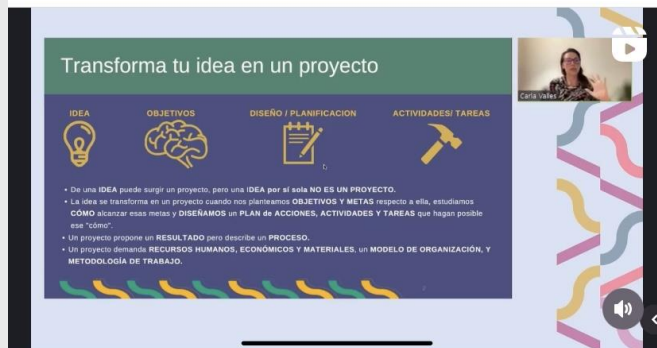 Transforma tu idea en un proyecto
Carla Valles
IDEA
OBJETIVOS
DISEÑO / PLANIFICACION
ACTIVIDADES/ TAREAS
• De una IDEA puede surgir un proyecto, pero una IDEA por sí sola NO ES UN PROYECTO.
• La idea se transforma en un proyecto cuando nos planteamos OBJETIVOS Y METAS respecto a ella, estudiamos
CÓMO alcanzar esas metas y DISEÑAMOS un PLAN de ACCIONES, ACTIVIDADES Y TAREAS que hagan posible
ese "cómo".
• Un proyecto propone un RESULTADO pero describe un PROCESO.
• Un proyecto demanda RECURSOS HUMANOS, ECONÓMICOS Y MATERIALES, un MODELO DE ORGANIZACIÓN, Y
METODOLOGÍA DE TRABAJO.